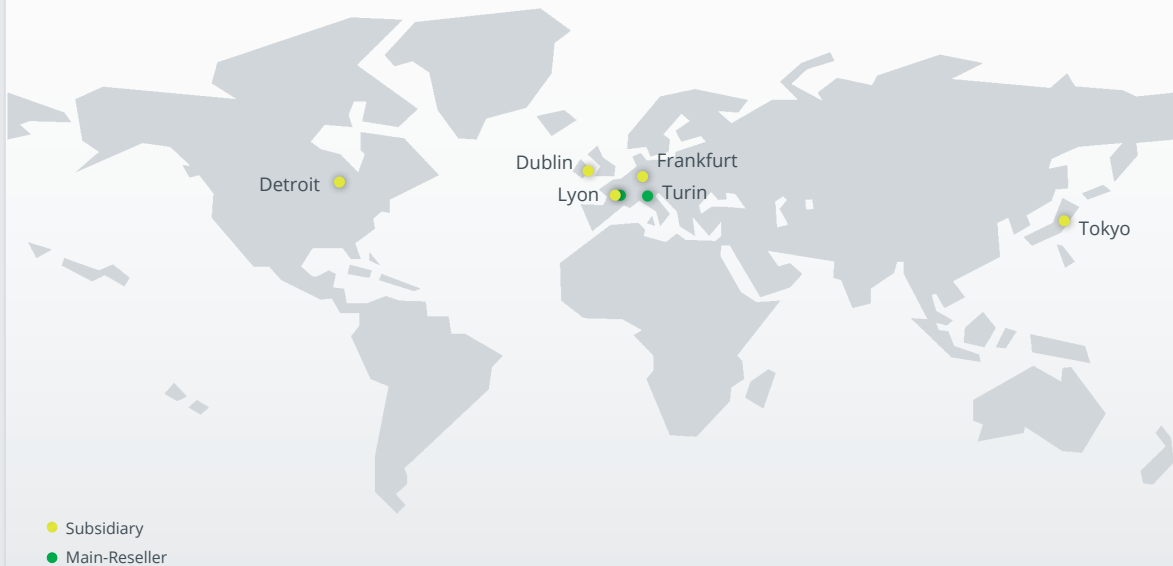 Dublin
Frankfurt
Detroit
Lyon
Turin
Tokyo
Subsidiary
Main-Reseller